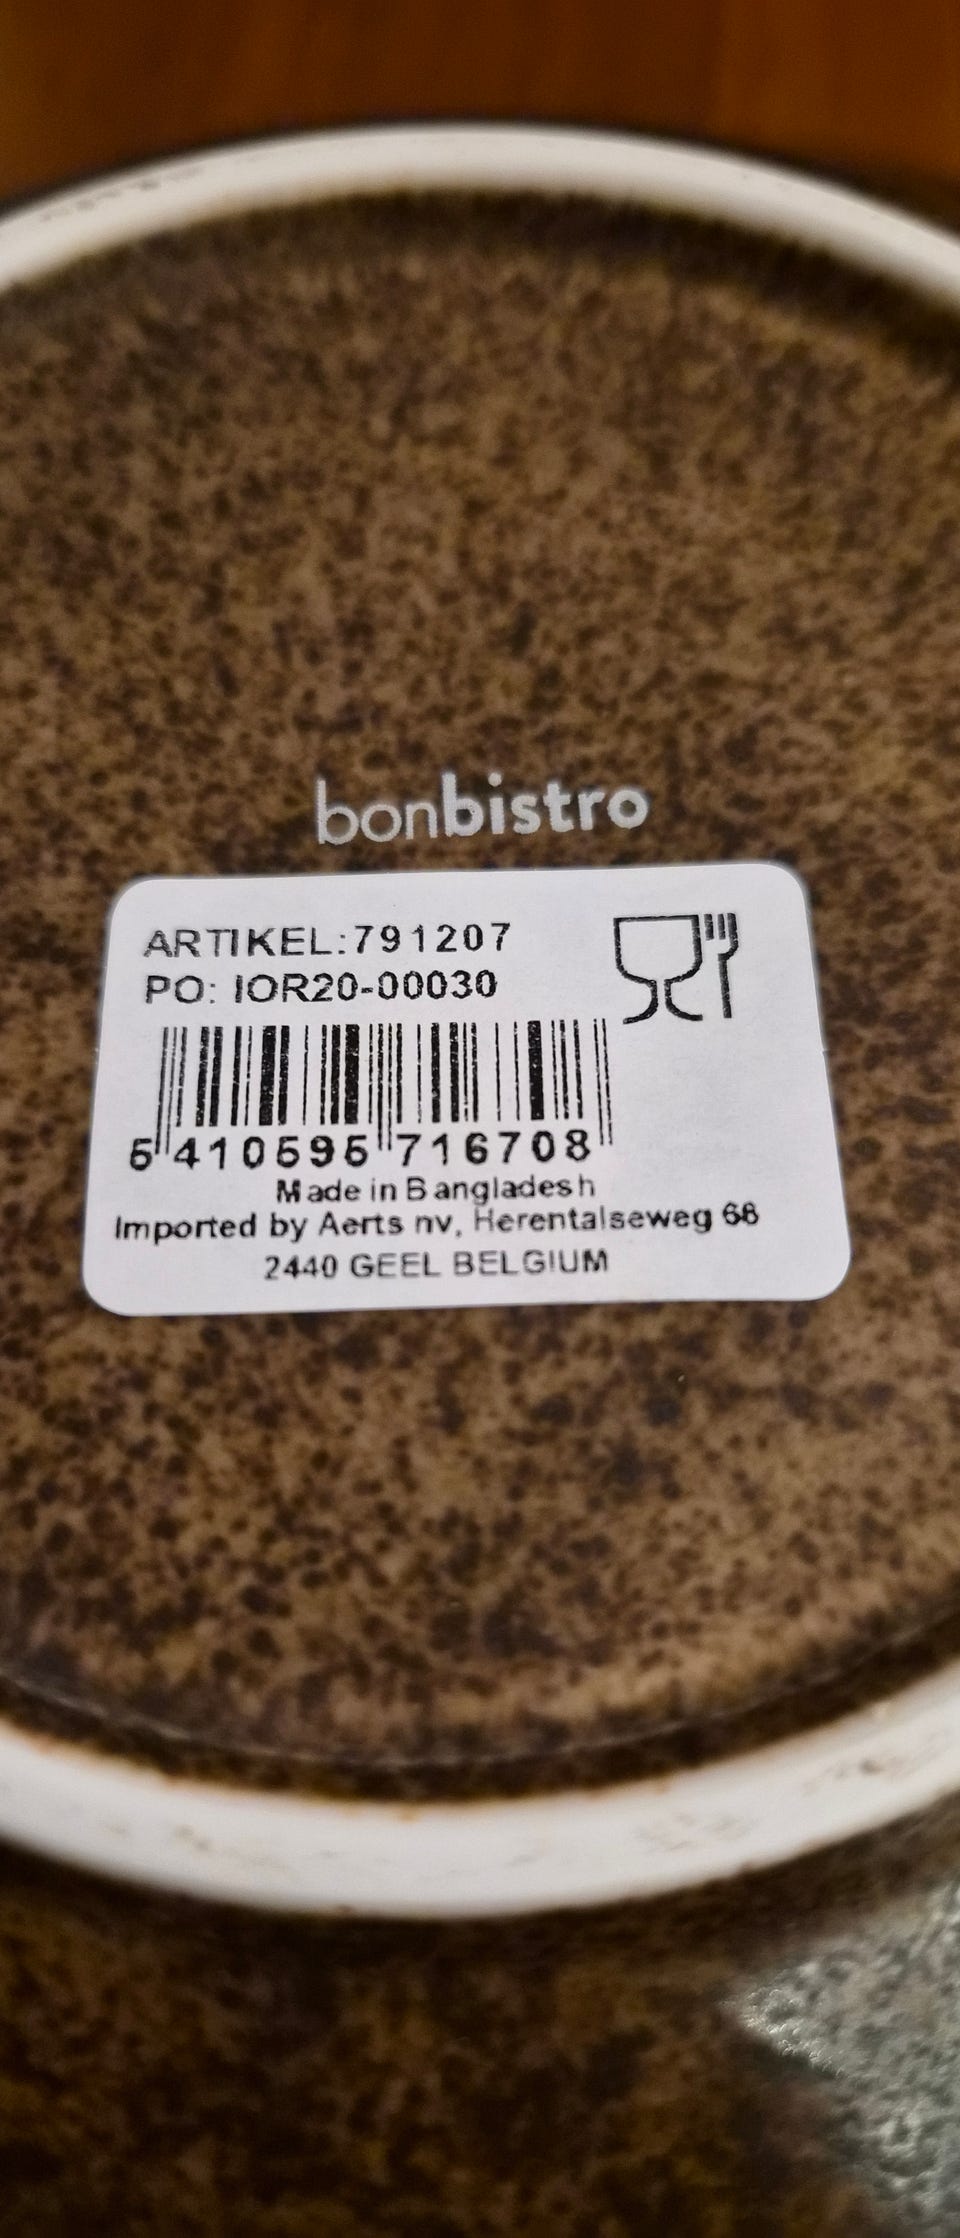 bonbistro
ARTIKEL:791207
PO: IOR20-00030
5 410595 716708
Made in Bangladesh
Imported by Aerts nv, Herentalseweg 68
2440 GEEL BELGIUM